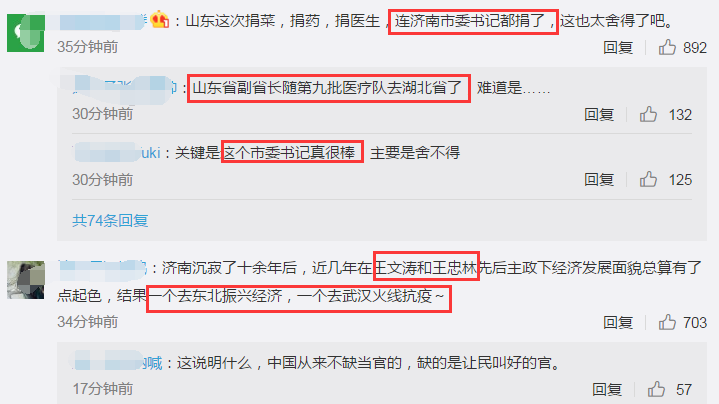 ：山东这次捐菜，捐药，捐医生，连济南市委书记都捐了，这也太舍得了吧。
35分钟前 回复 892
：山东省副省长随第九批医疗队去湖北省了 难道是……
30分钟前 回复 132
uki：关键是这个市委书记真很棒 主要是舍不得
30分钟前 回复 125
共74条回复
：济南沉寂了十余年后，近几年在王文涛和王忠林先后主政下经济发展面貌总算有了
点起色，结果一个去东北振兴经济，一个去武汉火线抗疫～
34分钟前 回复 703
喊：这说明什么，中国从来不缺当官的，缺的是让民叫好的官。
17分钟前 回复 57